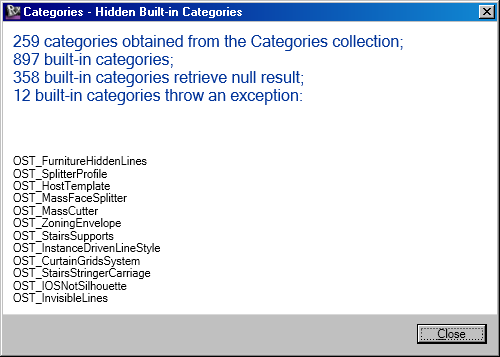 Categories - Hidden Built-in Categories
259 categories obtained from the Categories collection;
897 built-in categories;
358 built-in categories retrieve null result;
12 built-in categories throw an exception:
OST_FurnitureHiddenLines
OST_SplitterProfile
OST_HostTemplate
OST_MassFaceSplitter
OST_MassCutter
OST_ZoningEnvelope
OST_StairsSupports
OST_InstanceDrivenLineStyle
OST_CurtainGridsSystem
OST_StairsStringerCarriage
OST_IOSNotSilhouette
OST_InvisibleLines
Close